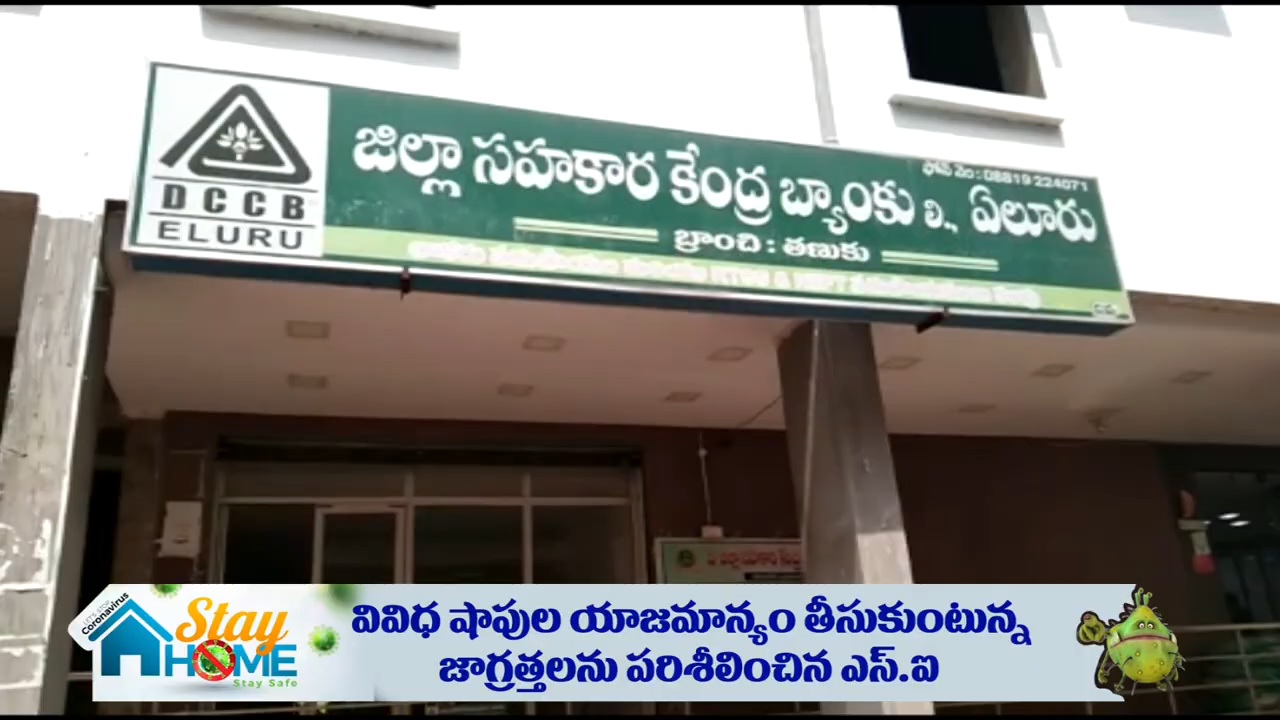 ఫోన్ నెం : 08819 224071
జిల్లా సహకార కేంద్ర బ్యాంకు లి., ఏలూరు
DCCB
ELURU
బ్రాంచి : తణుకు
Coronavirus
Stay
HOME
Stay Safe
వివిధ షాపుల యాజమాన్యం తీసుకుంటున్న
జాగ్రత్తలను పరిశీలించిన ఎస్.ఐ